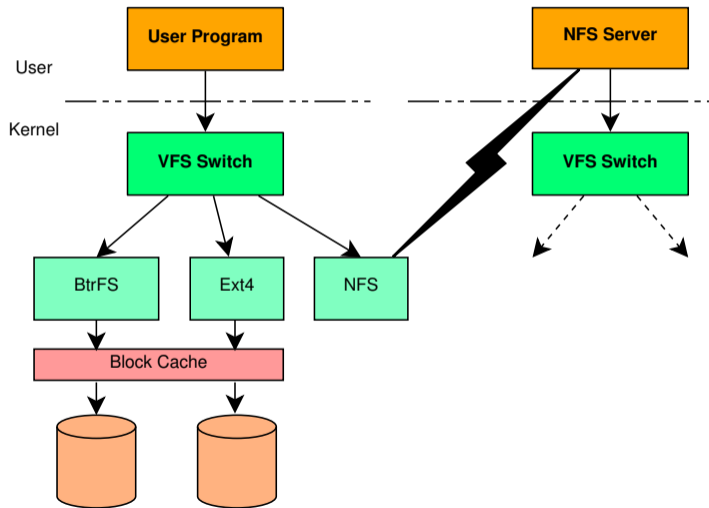 User Program
NFS Server
User
Kernel
VFS Switch
VFS Switch
BtrFS
Ext4
NFS
Block Cache